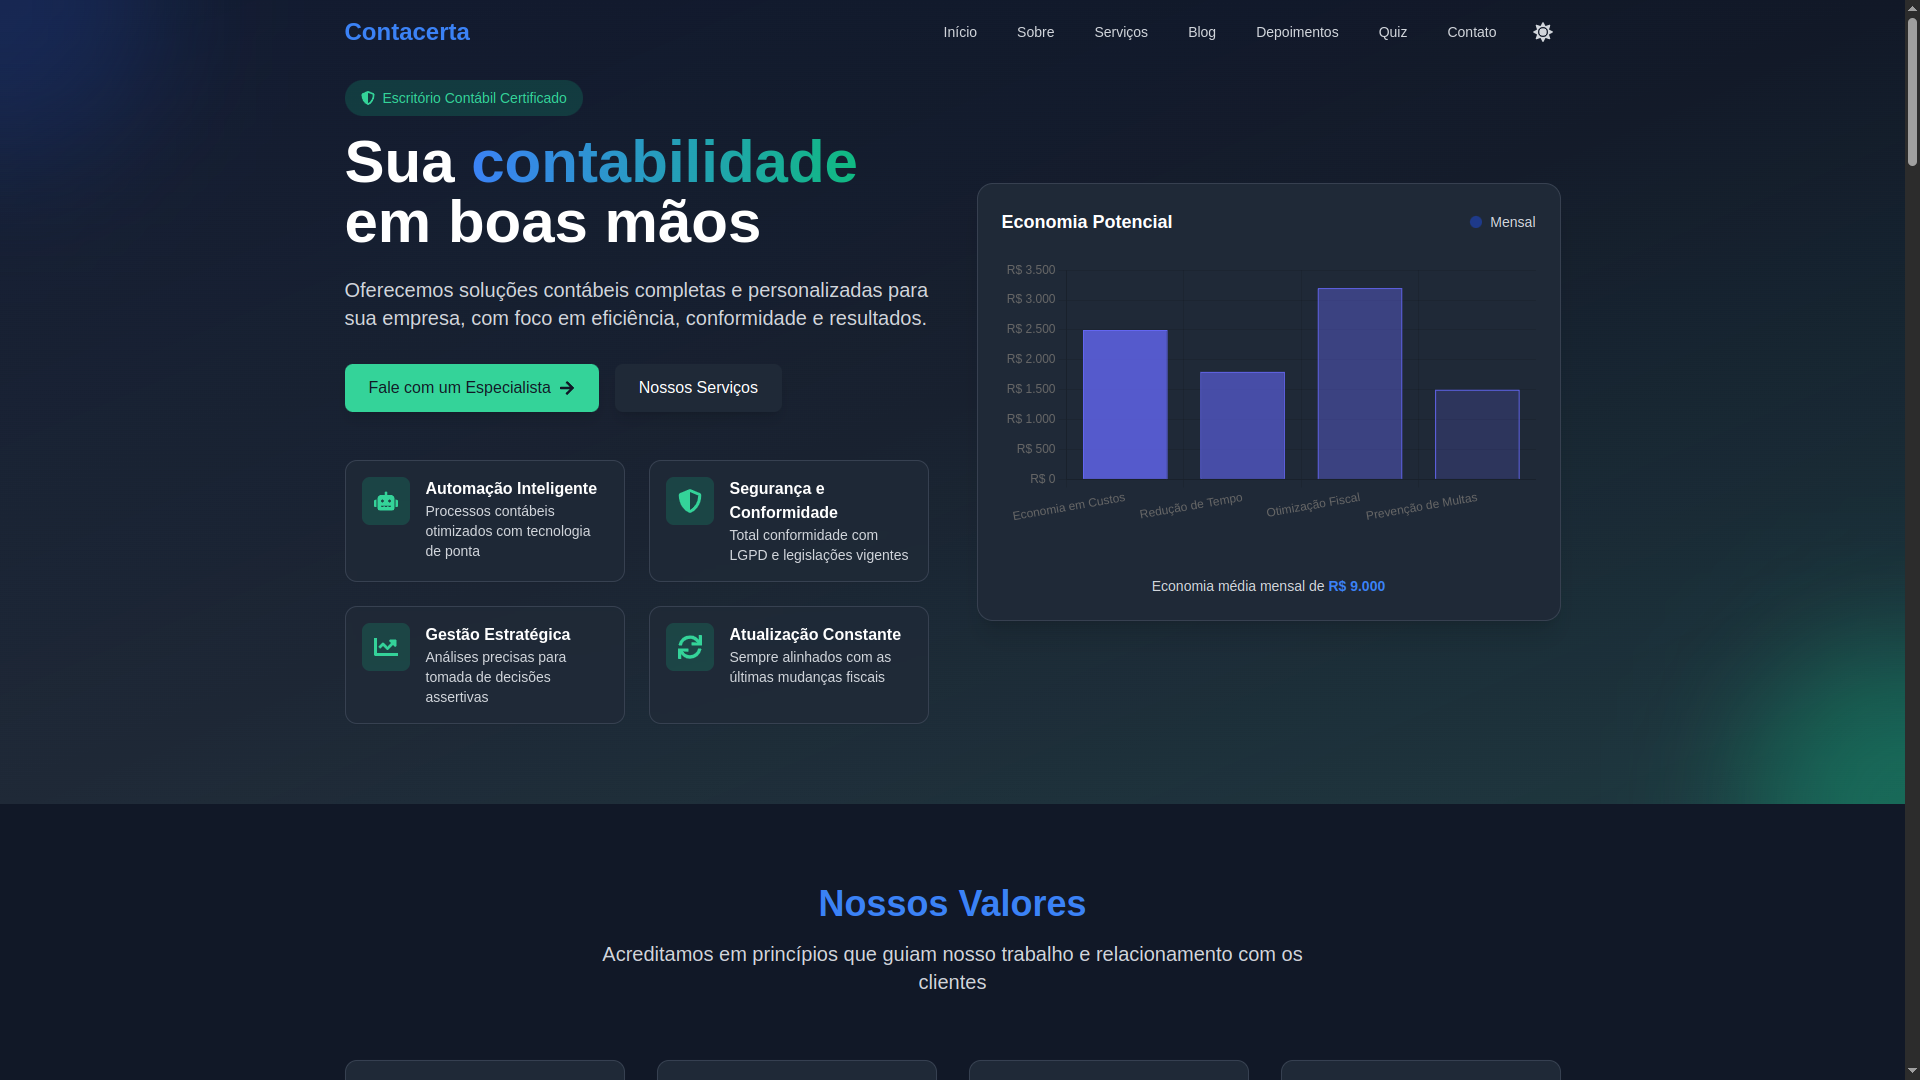 Contacerta
Início
Sobre
Serviços
Blog
Depoimentos
Quiz
Contato
Escritório Contábil Certificado
Sua contabilidade
em boas mãos
Oferecemos soluções contábeis completas e personalizadas para
sua empresa, com foco em eficiência, conformidade e resultados.
Fale com um Especialista
Nossos Serviços
Automação Inteligente
Processos contábeis
otimizados com tecnologia
de ponta
Segurança e
Conformidade
Total conformidade com
LGPD e legislações vigentes
Gestão Estratégica
Análises precisas para
tomada de decisões
assertivas
Atualização Constante
Sempre alinhados com as
últimas mudanças fiscais
Economia Potencial
Mensal
R$ 3.500
R$ 3.000
R$ 2.500
R$ 2.000
R$ 1.500
R$ 1.000
R$ 500
R$ 0
Economia em Custos
Redução de Tempo
Otimização Fiscal
Prevenção de Multas
Economia média mensal de R$ 9.000
Nossos Valores
Acreditamos em princípios que guiam nosso trabalho e relacionamento com os
clientes